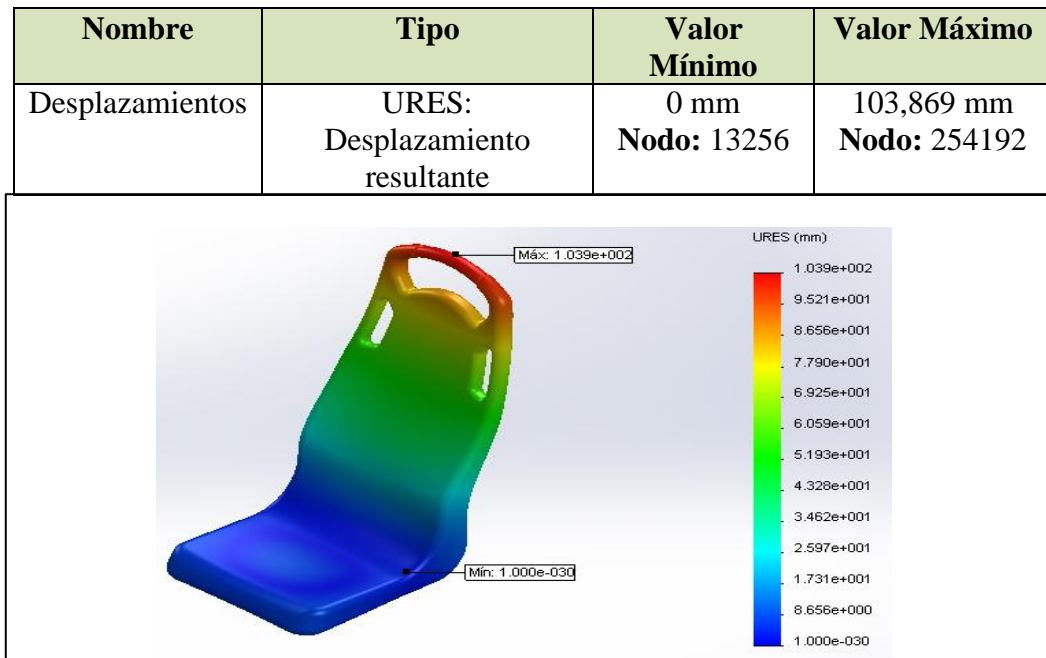 Nombre
Tipo
Valor
Mínimo
Valor Máximo
Desplazamientos
URES:
Desplazamiento
resultante
0 mm
Nodo: 13256
103,869 mm
Nodo: 254192
URES (mm)
Máx: 1.039e+002
1.039e+002
9.521e+001
8.656e+001
7.790e+001
6.925e+001
6.059e+001
5.193e+001
4.328e+001
3.462e+001
2.597e+001
1.731e+001
8.656e+000
1.000e-030
Mín: 1.000e-030